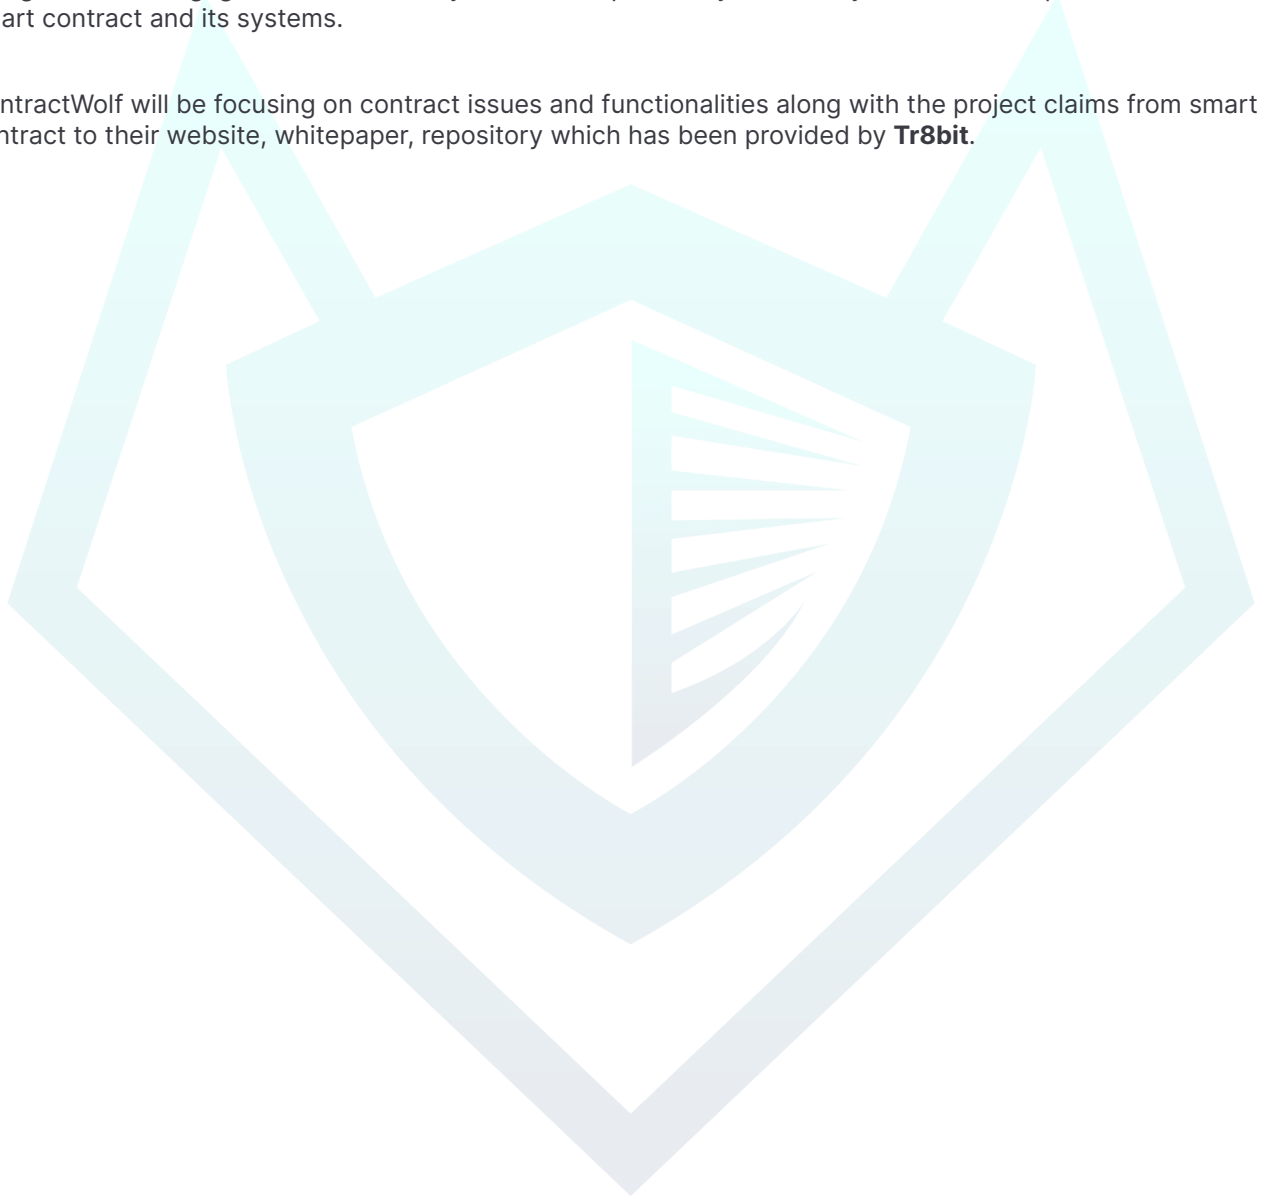 art contract and its systems.
ntractWolf will be focusing on contract issues and functionalities along with the project claims from smart
ntract to their website, whitepaper, repository which has been provided by Tr8bit.